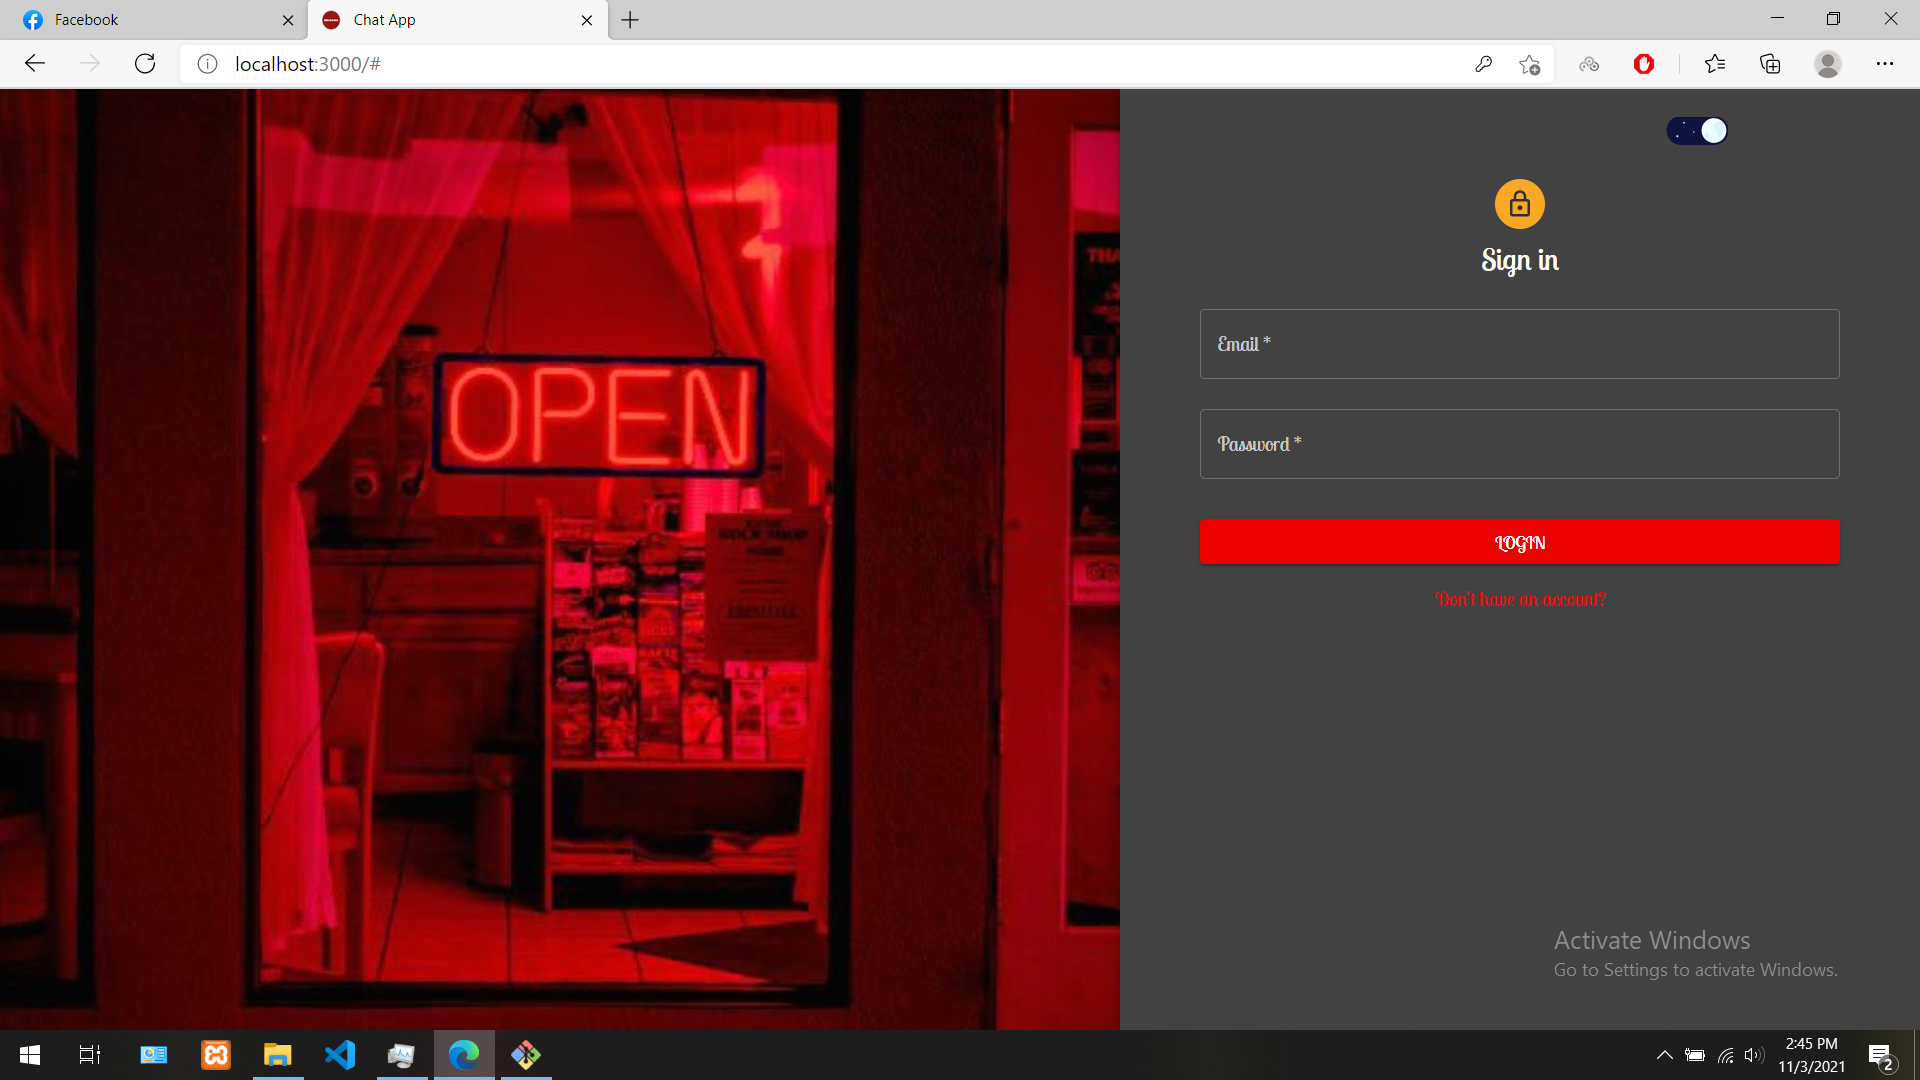 Facebook
Chat App
localhost:3000/#
OPEN
Sign in
Email *
Password *
LOGIN
Don't have an account?
Activate Windows
Go to Settings to activate Windows.
2:45 PM
11/3/2021
2